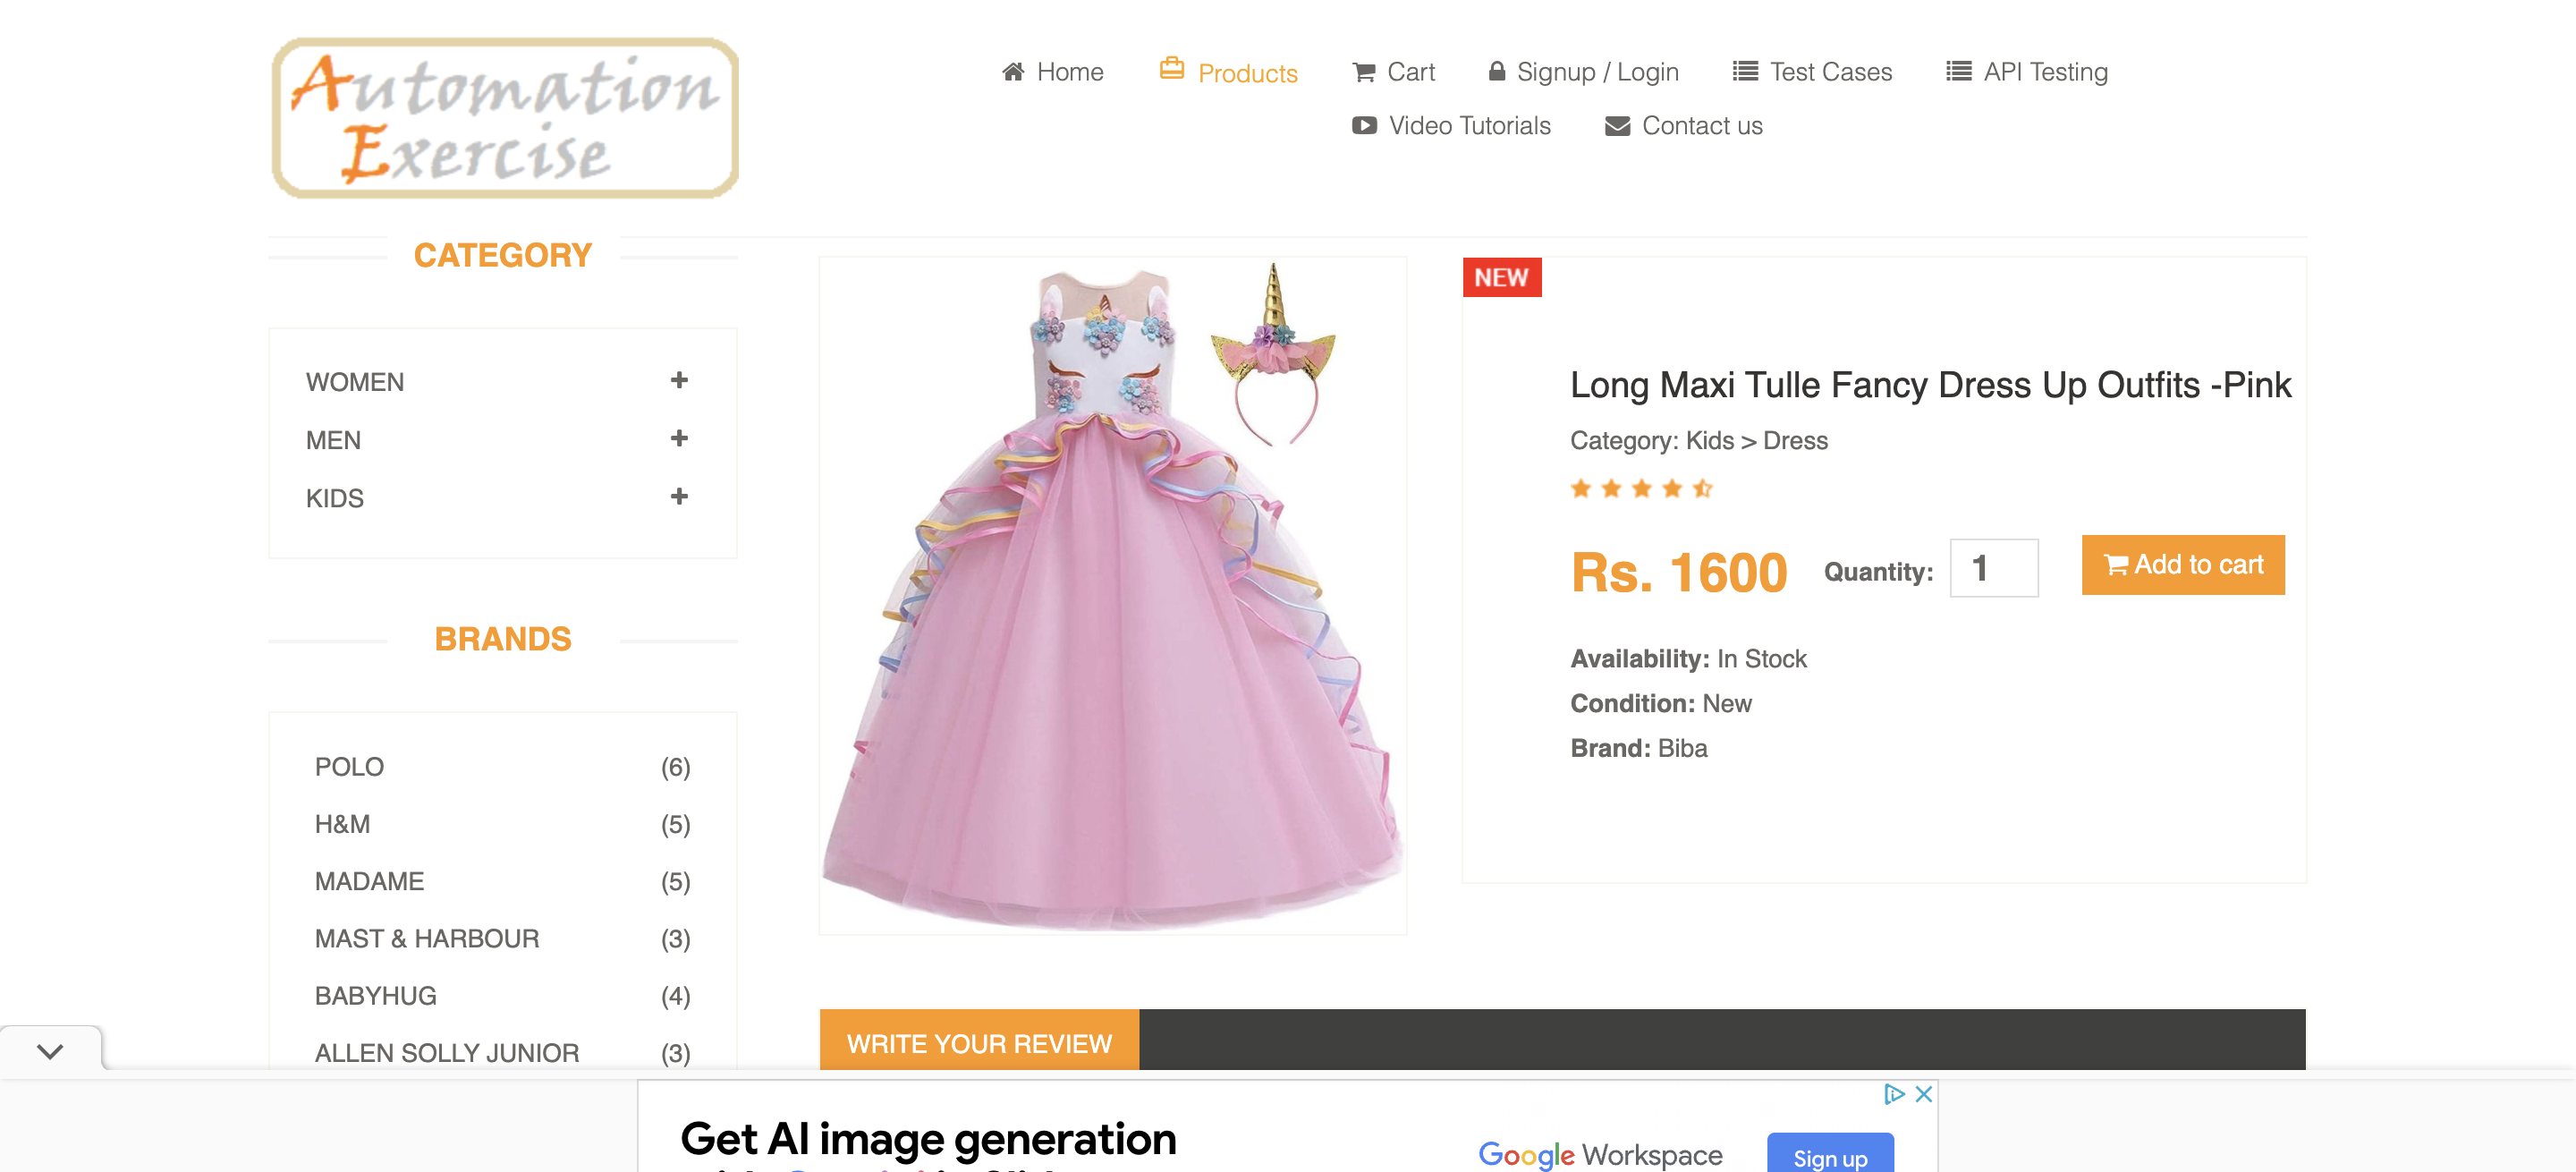 Automation
Exercise
Home
Products
Cart
Signup / Login
Test Cases
API Testing
Video Tutorials
Contact us
CATEGORY
WOMEN
MEN
KIDS
BRANDS
POLO (6)
H&M (5)
MADAME (5)
MAST & HARBOUR (3)
BABYHUG (4)
ALLEN SOLLY JUNIOR (3)
NEW
Long Maxi Tulle Fancy Dress Up Outfits -Pink
Category: Kids > Dress
Rs. 1600 Quantity: 1 Add to cart
Availability: In Stock
Condition: New
Brand: Biba
WRITE YOUR REVIEW
Get AI image generation
Google Workspace
Sign up